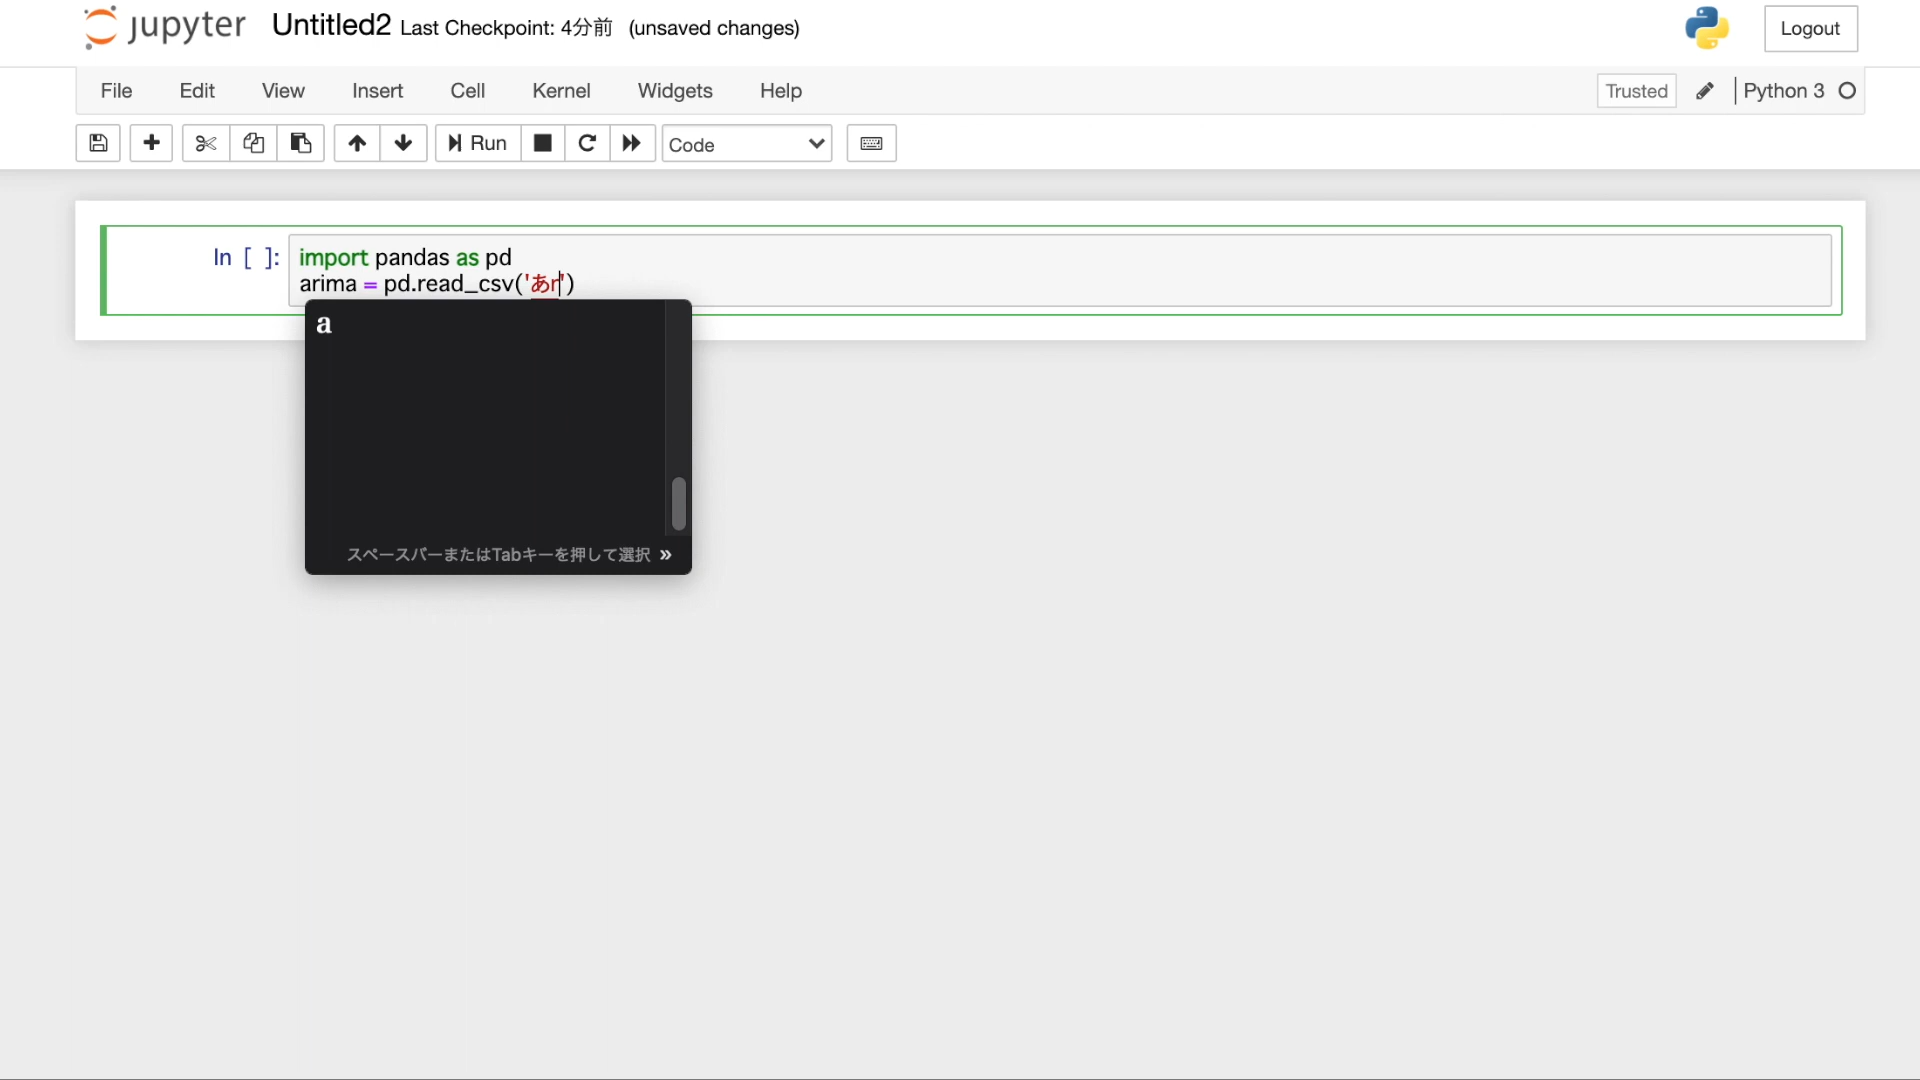 jupyter Untitled2 Last Checkpoint: 4分前 (unsaved changes)
Logout
File Edit View Insert Cell Kernel Widgets Help
Trusted Python 3
Run Code
In [ ]: import pandas as pd
arima = pd.read_csv('あr')
a
スペースバーまたはTabキーを押して選択 »